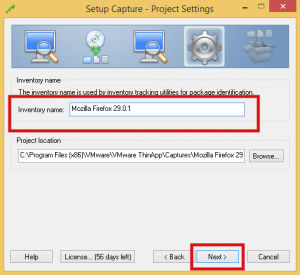 Setup Capture - Project Settings
Inventory name
The inventory name is used by inventory tracking utilities for package identification.
Inventory name: Mozilla Firefox 29.0.1
Project location
C:\Program Files (x86)\VMware\VMware ThinApp\Captures\Mozilla Firefox 29 Browse...
Help License... (56 days left) < Back Next > Cancel